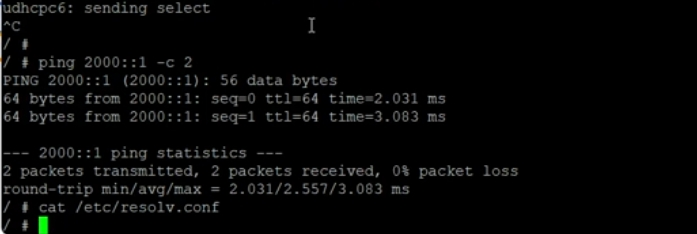 udhcpc6: sending select
^C
/ #
/ # ping 2000::1 -c 2
PING 2000::1 (2000::1): 56 data bytes
64 bytes from 2000::1: seq=0 ttl=64 time=2.031 ms
64 bytes from 2000::1: seq=1 ttl=64 time=3.083 ms

--- 2000::1 ping statistics ---
2 packets transmitted, 2 packets received, 0% packet loss
round-trip min/avg/max = 2.031/2.557/3.083 ms
/ # cat /etc/resolv.conf
/ #